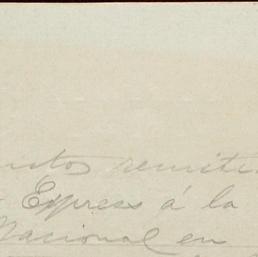 remiti
Express á la
Nacional en